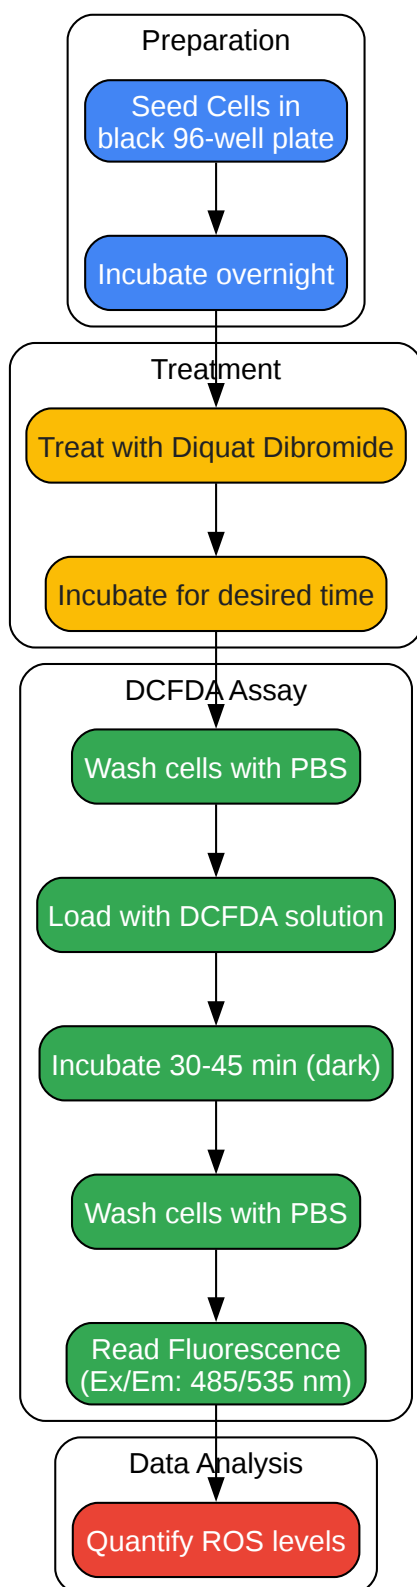 Preparation
Seed Cells in
black 96-well plate
Incubate overnight
Treatment
Treat with Diquat Dibromide
Incubate for desired time
DCFDA Assay
Wash cells with PBS
Load with DCFDA solution
Incubate 30-45 min (dark)
Wash cells with PBS
Read Fluorescence
(Ex/Em: 485/535 nm)
Data Analysis
Quantify ROS levels